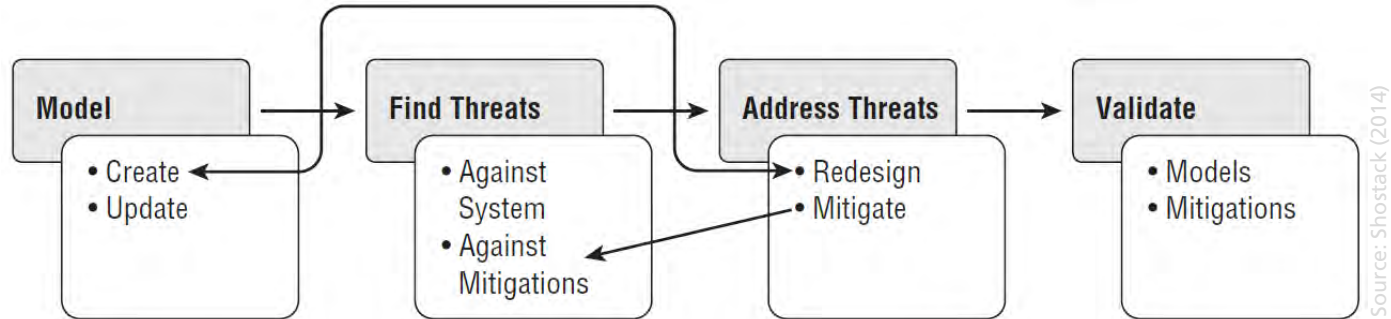 Model
• Create
• Update
Find Threats
• Against
System
• Against
Mitigations
Address Threats
• Redesign
• Mitigate
Validate
• Models
• Mitigations
Source: Shostack (2014)